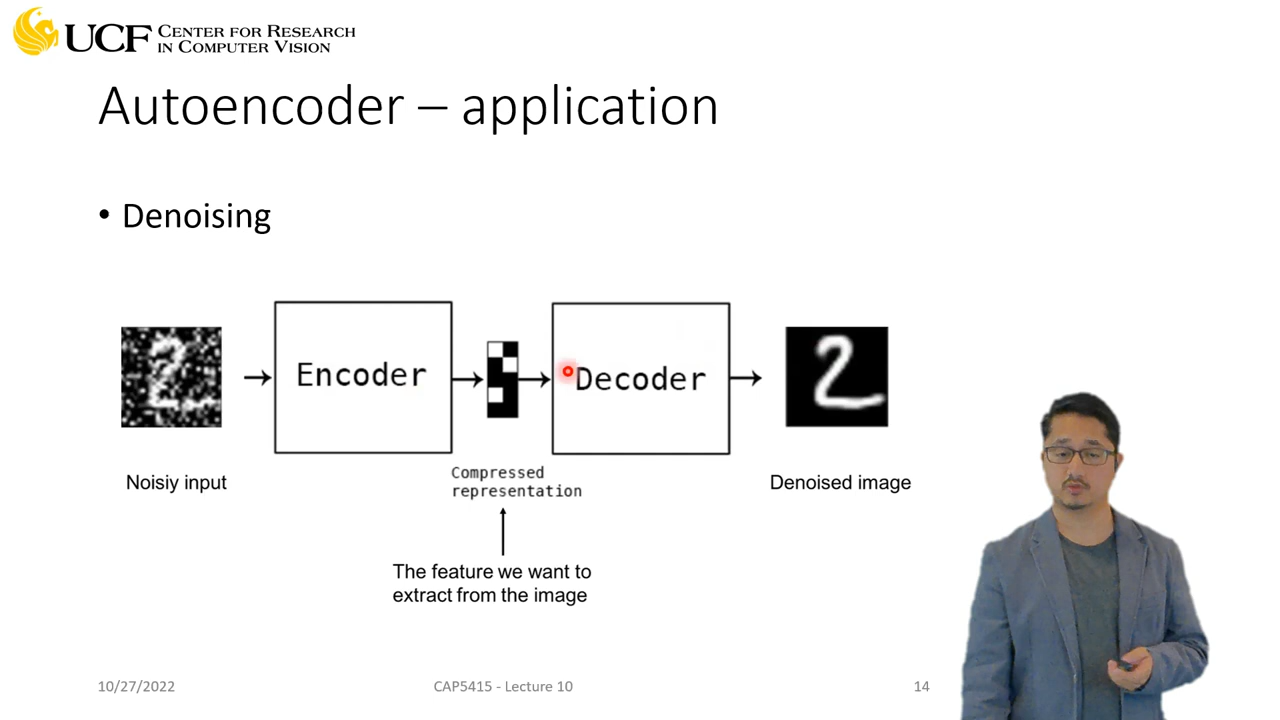 UCF CENTER FOR RESEARCH
IN COMPUTER VISION
Autoencoder – application
• Denoising
Encoder
Decoder
Noisiy input
Compressed
representation
Denoised image
The feature we want to
extract from the image
10/27/2022
CAP5415 - Lecture 10
14